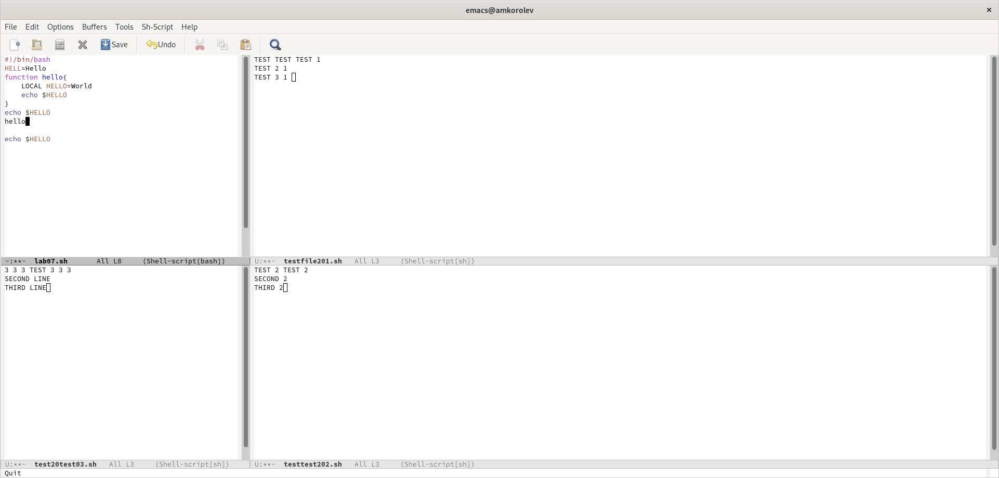 emacs@amkorolev
File Edit Options Buffers Tools Sh-Script Help
Save Undo
#!/bin/bash
HELL=Hello
function hello{
    LOCAL HELLO=World
    echo $HELLO
}
echo $HELLO
hello

echo $HELLO
-:**-  lab07.sh       All L8     (Shell-script[bash])
TEST TEST TEST 1
TEST 2 1
TEST 3 1
U:**-  testfile201.sh   All L3     (Shell-script[sh])
3 3 3 TEST 3 3 3
SECOND LINE
THIRD LINE
U:**-  test20test03.sh   All L3     (Shell-script[sh])
TEST 2 TEST 2
SECOND 2
THIRD 2
U:**-  testtest202.sh   All L3     (Shell-script[sh])
Quit